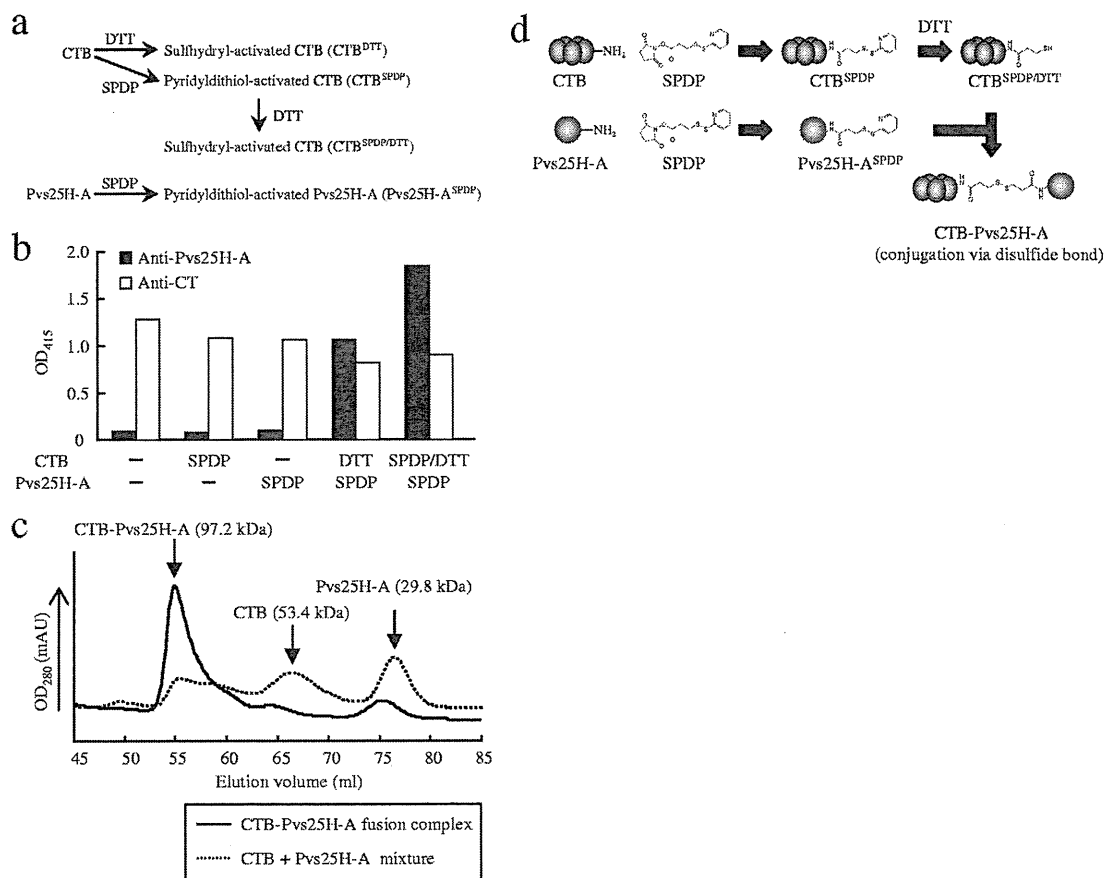 a
CTB DTT Sulfhydryl-activated CTB (CTB^DTT)
SPDP Pyridyldithiol-activated CTB (CTB^SPDP)
DTT
Sulfhydryl-activated CTB (CTB^SPDP/DTT)
Pvs25H-A SPDP Pyridyldithiol-activated Pvs25H-A (Pvs25H-A^SPDP)
b
Anti-Pvs25H-A
Anti-CT
2.0
1.5
1.0
0.5
0
OD415
CTB – SPDP – DTT SPDP/DTT
Pvs25H-A – – SPDP SPDP SPDP
c
CTB-Pvs25H-A (97.2 kDa)
Pvs25H-A (29.8 kDa)
CTB (53.4 kDa)
OD280 (mAU)
45 50 55 60 65 70 75 80 85
Elution volume (ml)
CTB-Pvs25H-A fusion complex
CTB + Pvs25H-A mixture
d
DTT
NH2
CTB SPDP CTB^SPDP CTB^SPDP/DTT
NH2
Pvs25H-A SPDP Pvs25H-A^SPDP
CTB-Pvs25H-A
(conjugation via disulfide bond)